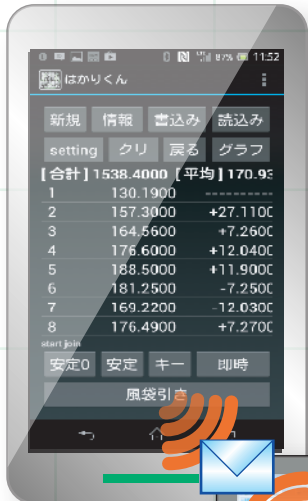 87% 11:52
はかりくん
新規 情報 書込み 読込み
setting クリ 戻る グラフ
[合計]1538.4000 [平均]170.93
1 130.1900 ----------
2 157.3000 +27.1100
3 164.5600 +7.2600
4 176.6000 +12.0400
5 188.5000 +11.9000
6 181.2500 -7.2500
7 169.2200 -12.0300
8 176.4900 +7.2700
start join
安定0 安定 キー 即時
風袋引き